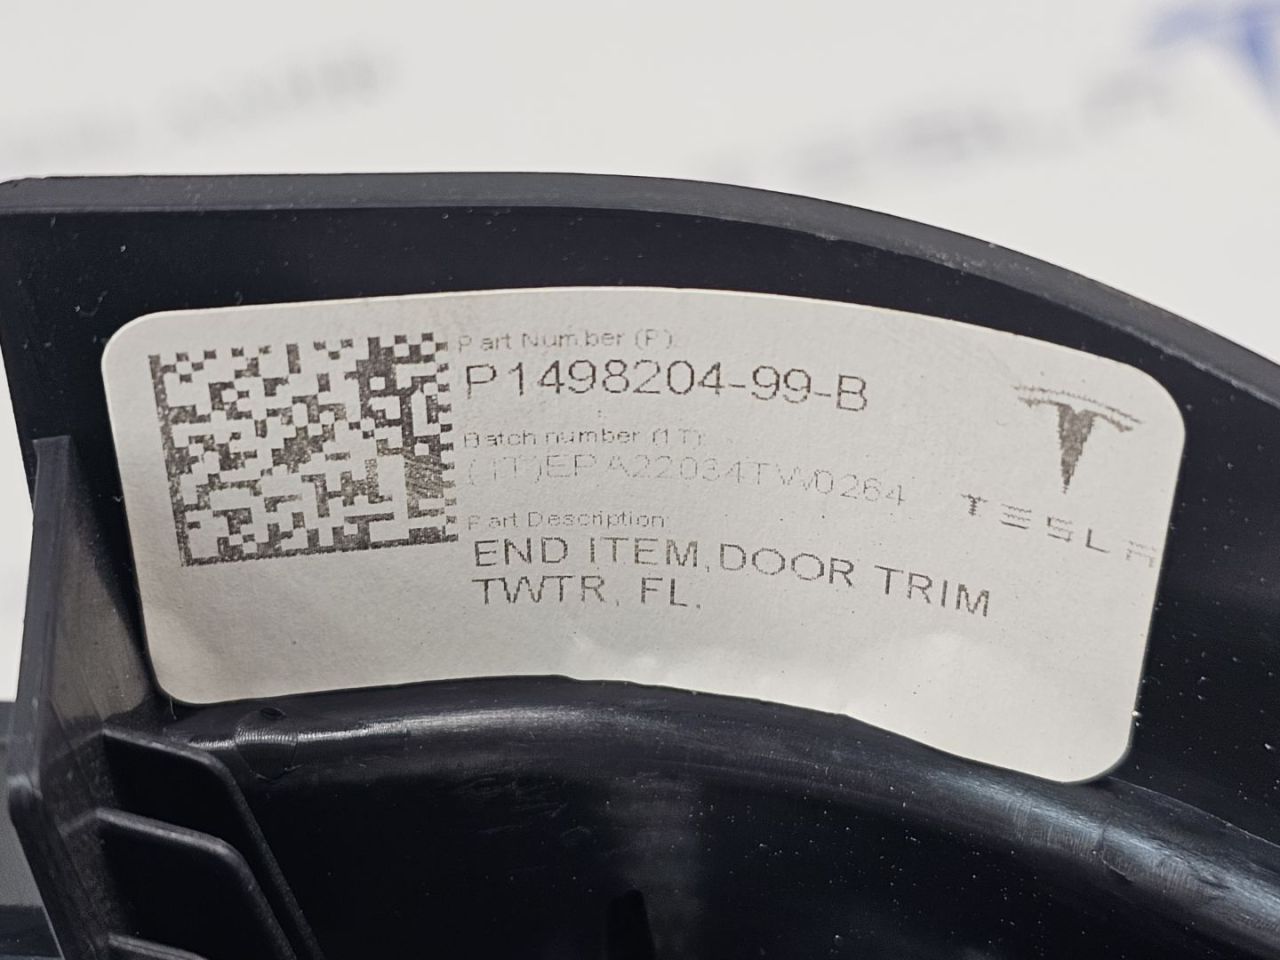 Part Number (P):
P1498204-99-B
Batch number (1T):
(1T)EPA22034TW0264
Part Description:
END ITEM,DOOR TRIM
TWTR, FL.
TESLA